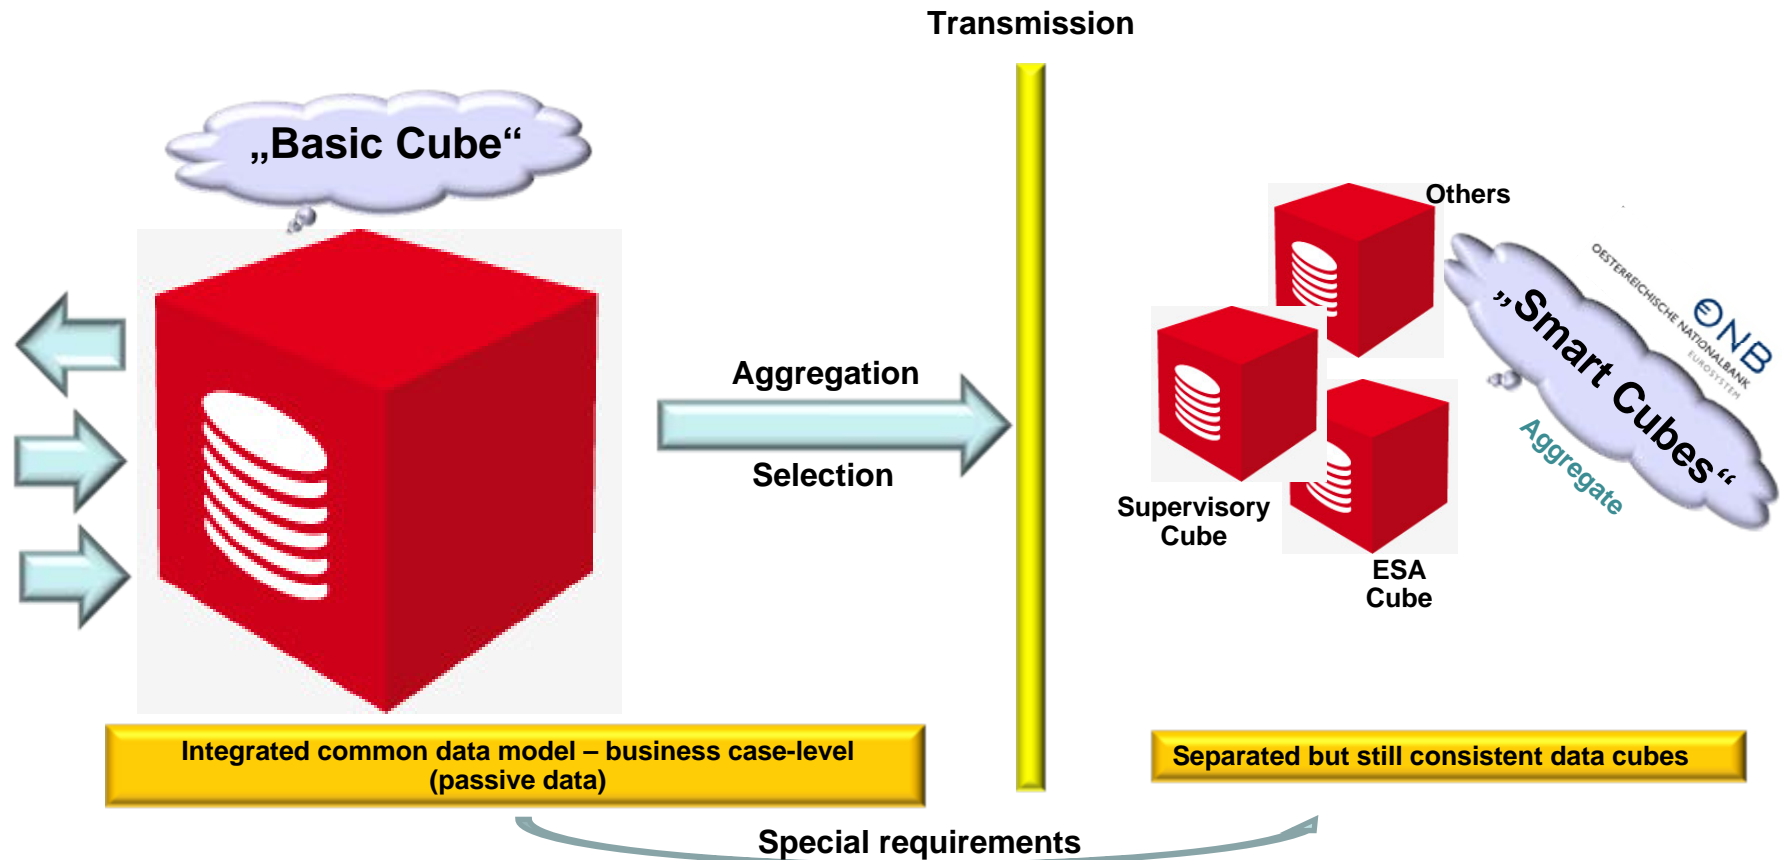 Transmission
„Basic Cube“
Others
OESTERREICHISCHE NATIONALBANK
EUROSYSTEM
ONB
„Smart Cubes“
Aggregate
Aggregation
Selection
Supervisory
Cube
ESA
Cube
Integrated common data model – business case-level
(passive data)
Separated but still consistent data cubes
Special requirements